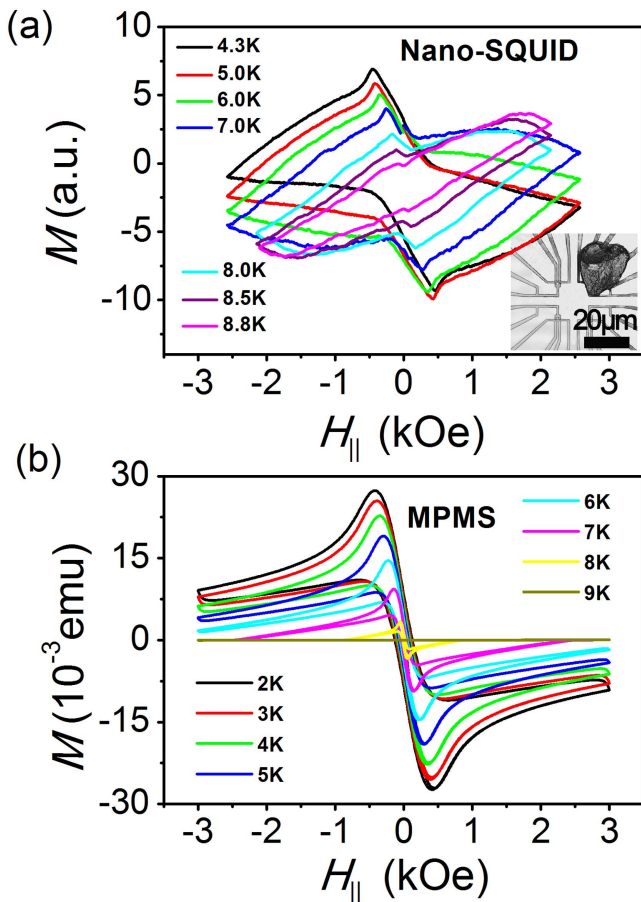 (a)
10
5
0
-5
-10
M (a.u.)
4.3K
5.0K
6.0K
7.0K
Nano-SQUID
8.0K
8.5K
8.8K
20μm
-3 -2 -1 0 1 2 3
H|| (kOe)
(b)
30
15
0
-15
-30
M (10⁻³emu)
MPMS
6K
7K
8K
9K
2K
3K
4K
5K
-3 -2 -1 0 1 2 3
H|| (kOe)